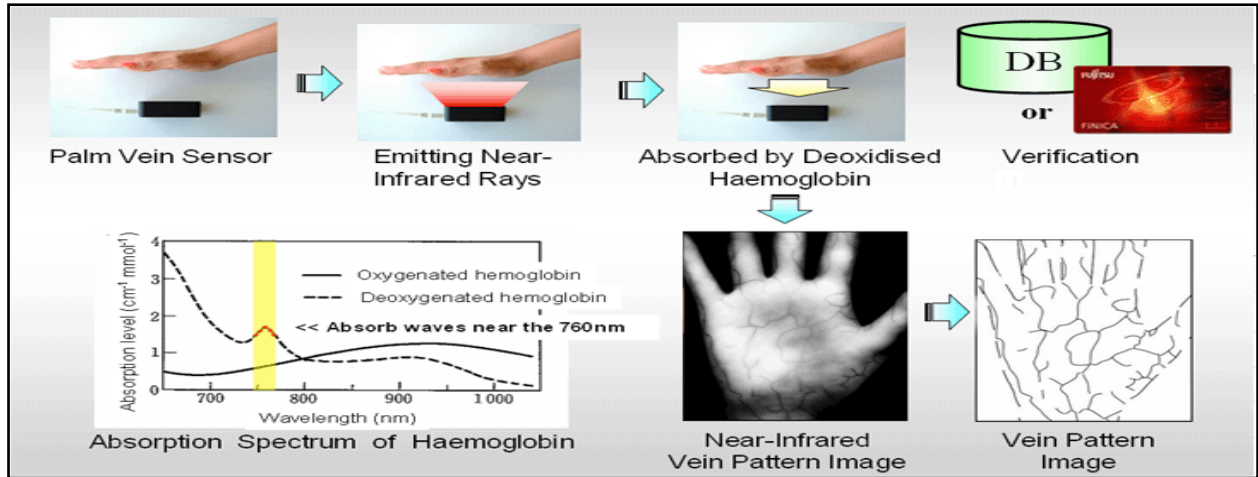 DB
or
FUJITSU
FINICA
Palm Vein Sensor
Emitting Near-
Infrared Rays
Absorbed by Deoxidised
Haemoglobin
Verification
Absorption level (cm⁻¹ mmol⁻¹)
4
3
2
1
0
Oxygenated hemoglobin
Deoxygenated hemoglobin
<< Absorb waves near the 760nm
700
800
900
1 000
Wavelength (nm)
Absorption Spectrum of Haemoglobin
Near-Infrared
Vein Pattern Image
Vein Pattern
Image